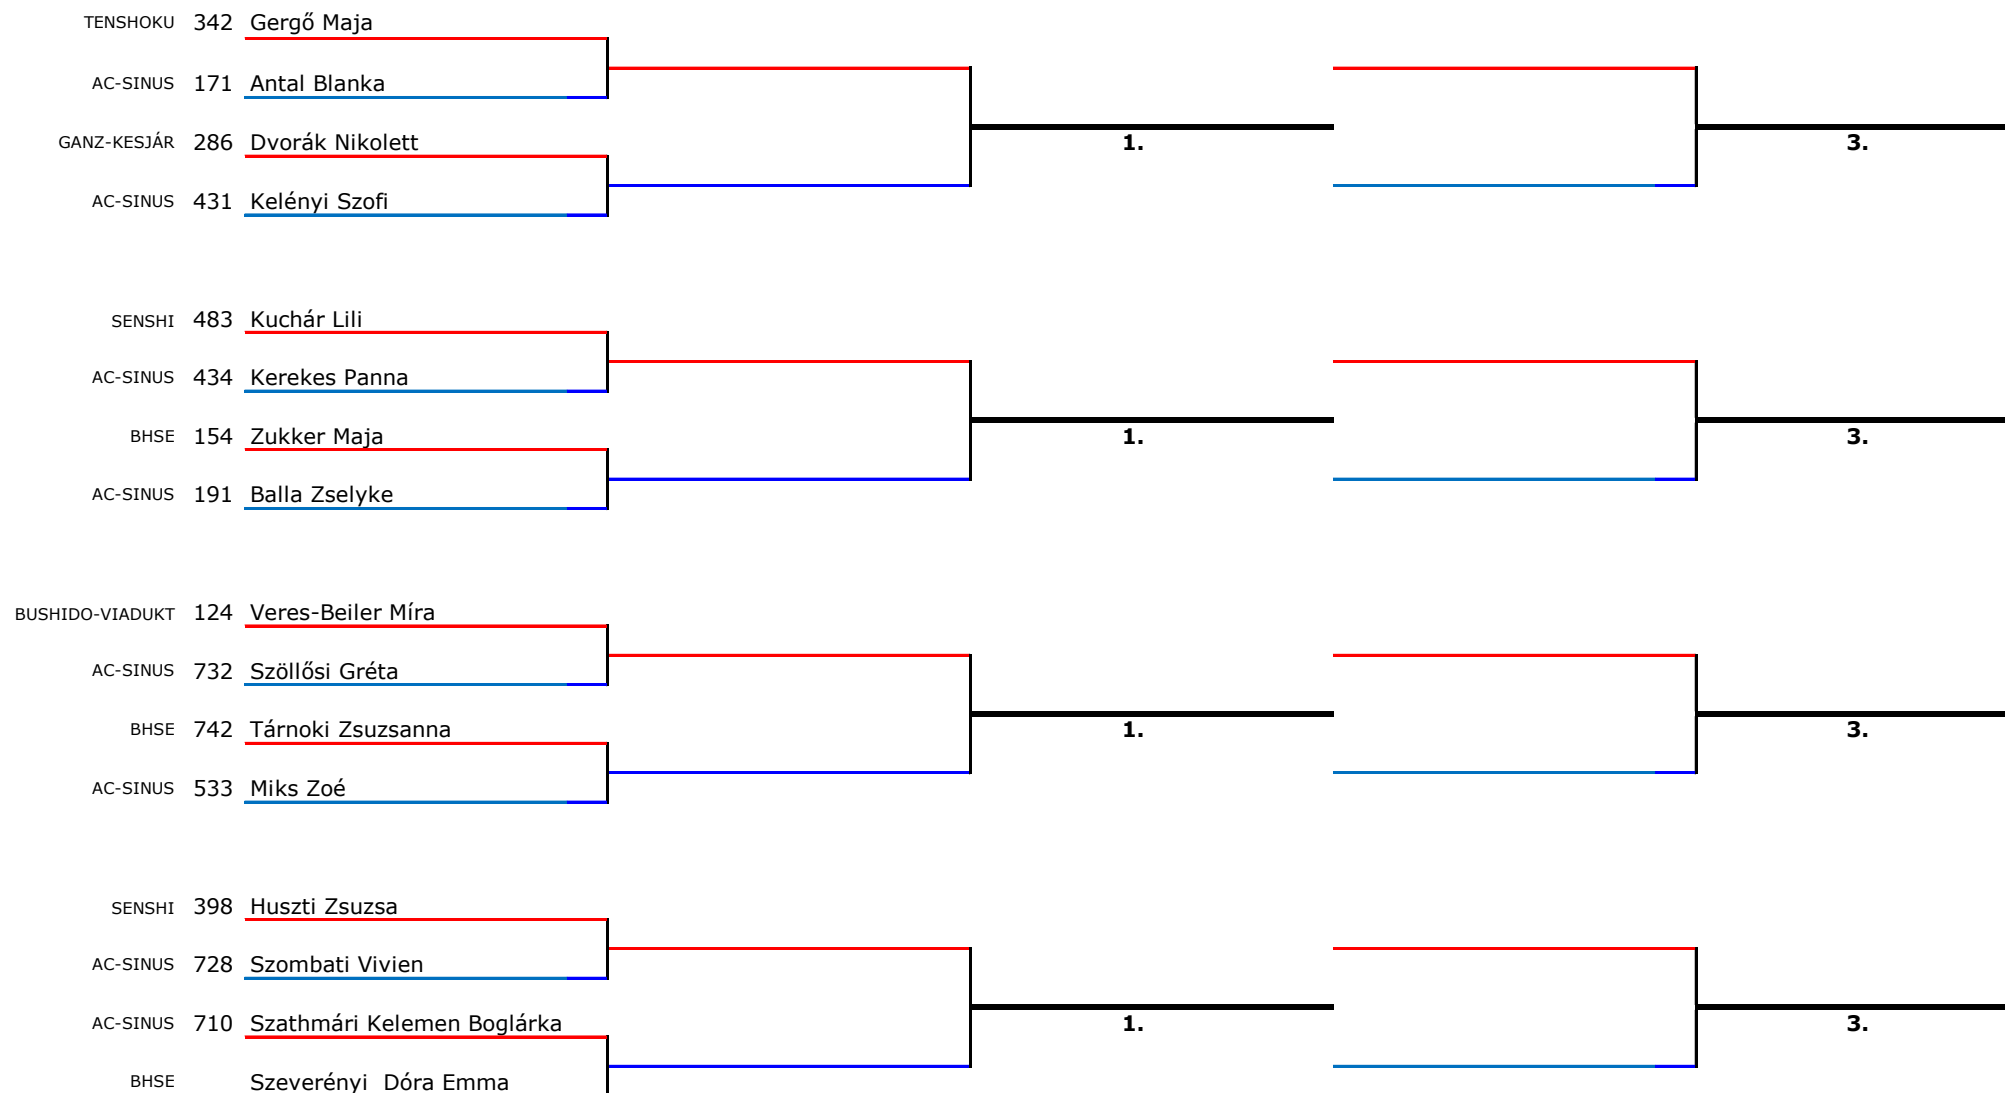 TENSHOKU 342 Gergő Maja
AC-SINUS 171 Antal Blanka
GANZ-KESJÁR 286 Dvorák Nikolett 1. 3.
AC-SINUS 431 Kelényi Szofi
SENSHI 483 Kuchár Lili
AC-SINUS 434 Kerekes Panna
BHSE 154 Zukker Maja 1. 3.
AC-SINUS 191 Balla Zselyke
BUSHIDO-VIADUKT 124 Veres-Beiler Míra
AC-SINUS 732 Szöllősi Gréta
BHSE 742 Tárnoki Zsuzsanna 1. 3.
AC-SINUS 533 Miks Zoé
SENSHI 398 Huszti Zsuzsa
AC-SINUS 728 Szombati Vivien
AC-SINUS 710 Szathmári Kelemen Boglárka 1. 3.
BHSE Szeverényi  Dóra Emma